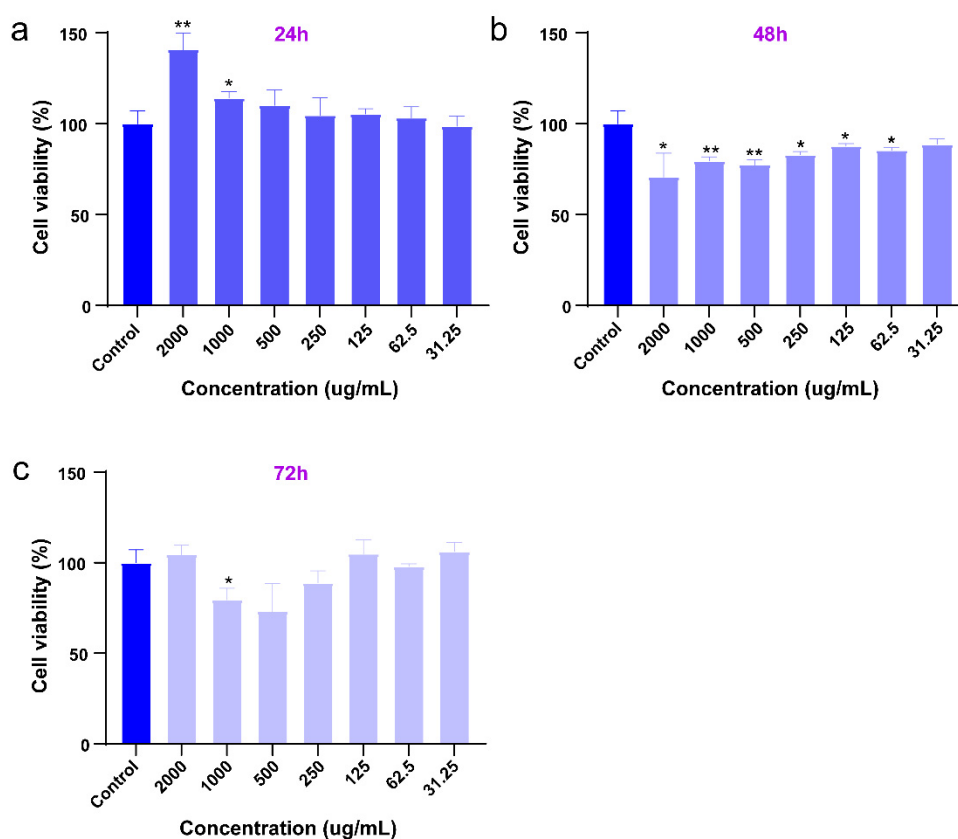 a
24h
Cell viability (%)
150
100
50
0
**
*
Control
2000
1000
500
250
125
62.5
31.25
Concentration (ug/mL)
b
48h
Cell viability (%)
150
100
50
0
*
**
**
*
*
*
Control
2000
1000
500
250
125
62.5
31.25
Concentration (ug/mL)
c
72h
Cell viability (%)
150
100
50
0
*
Control
2000
1000
500
250
125
62.5
31.25
Concentration (ug/mL)